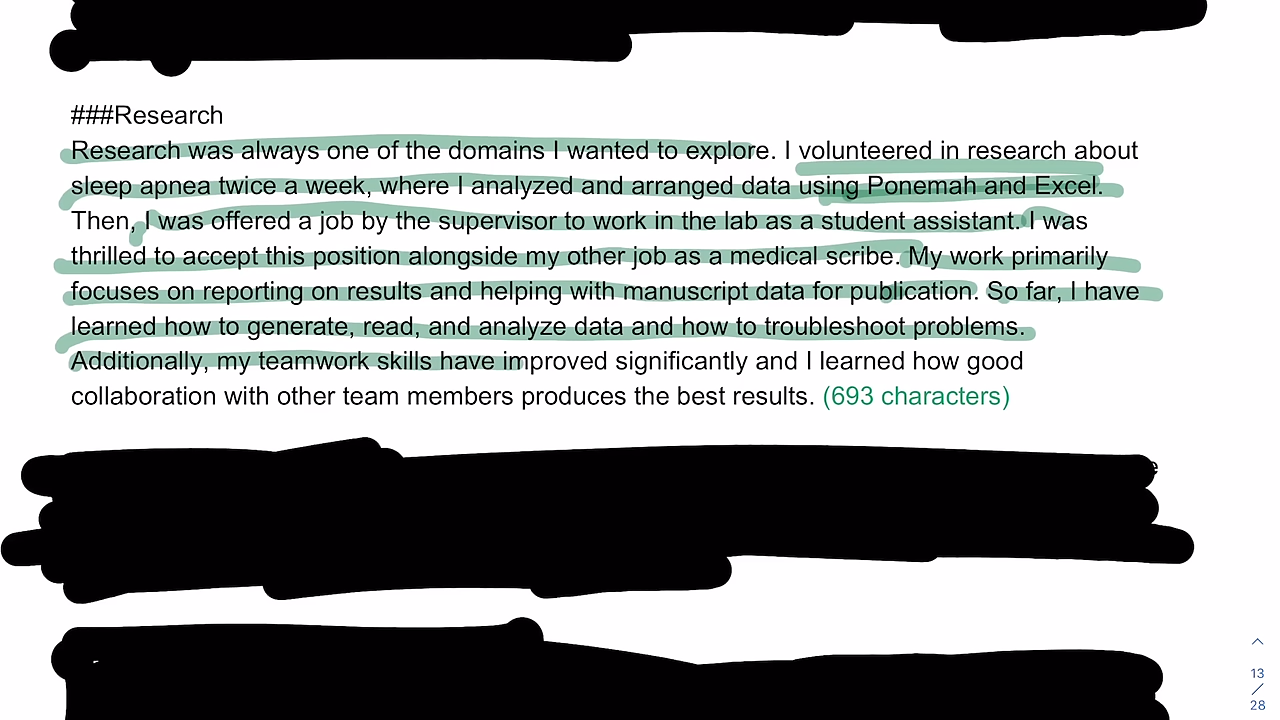 ###Research
Research was always one of the domains I wanted to explore. I volunteered in research about
sleep apnea twice a week, where I analyzed and arranged data using Ponemah and Excel.
Then, I was offered a job by the supervisor to work in the lab as a student assistant. I was
thrilled to accept this position alongside my other job as a medical scribe. My work primarily
focuses on reporting on results and helping with manuscript data for publication. So far, I have
learned how to generate, read, and analyze data and how to troubleshoot problems.
Additionally, my teamwork skills have improved significantly and I learned how good
collaboration with other team members produces the best results. (693 characters)
13
/
28